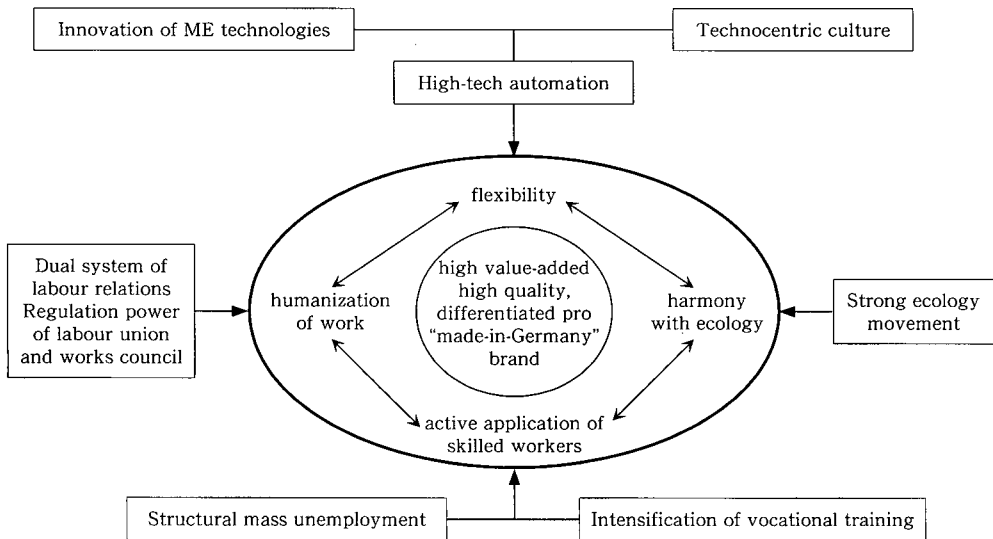 Innovation of ME technologies
Technocentric culture
High-tech automation
flexibility
Dual system of
labour relations
Regulation power
of labour union
and works council
humanization
of work
high value-added
high quality,
differentiated pro
“made-in-Germany”
brand
harmony
with ecology
Strong ecology
movement
active application of
skilled workers
Structural mass unemployment
Intensification of vocational training